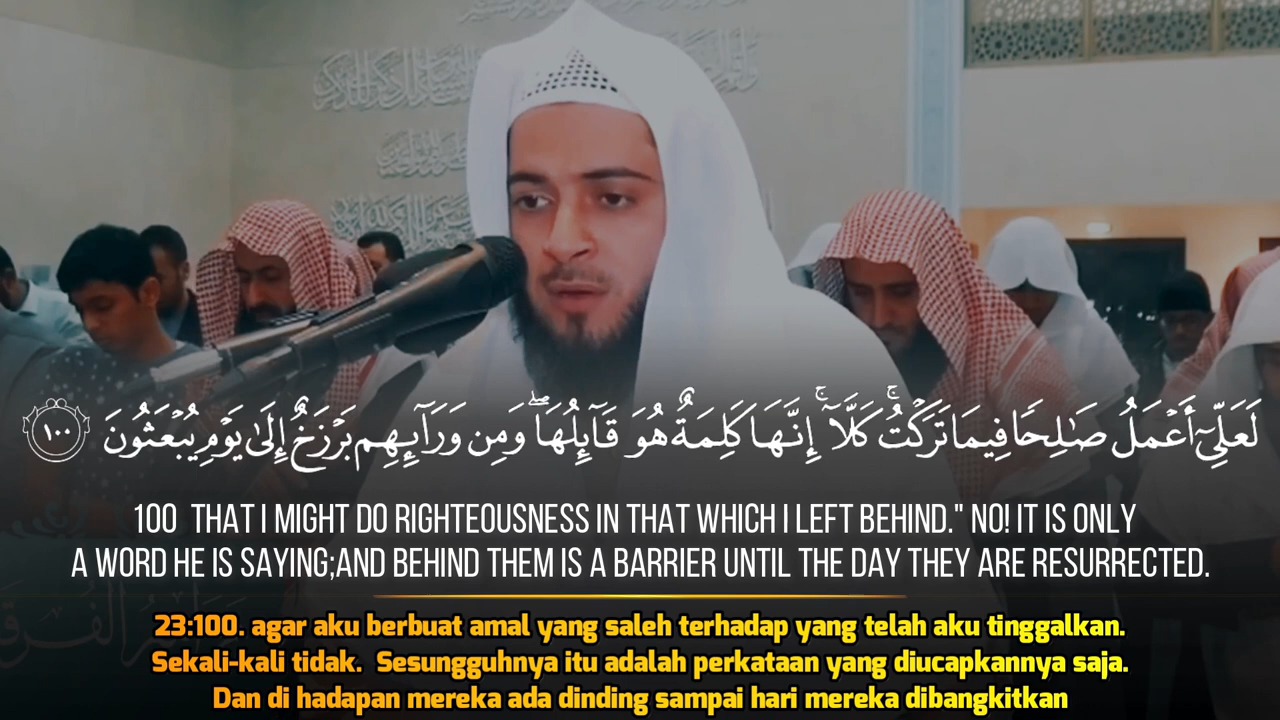 لَعَلِّىٓ أَعْمَلُ صَـٰلِحًا فِيمَا تَرَكْتُ ۚ كَلَّآ ۚ إِنَّهَا كَلِمَةٌ هُوَ قَآئِلُهَا ۖ وَمِن وَرَآئِهِم بَرْزَخٌ إِلَىٰ يَوْمِ يُبْعَثُونَ ١٠٠
100 THAT I MIGHT DO RIGHTEOUSNESS IN THAT WHICH I LEFT BEHIND." NO! IT IS ONLY
A WORD HE IS SAYING;AND BEHIND THEM IS A BARRIER UNTIL THE DAY THEY ARE RESURRECTED.
23:100. agar aku berbuat amal yang saleh terhadap yang telah aku tinggalkan.
Sekali-kali tidak. Sesungguhnya itu adalah perkataan yang diucapkannya saja.
Dan di hadapan mereka ada dinding sampai hari mereka dibangkitkan